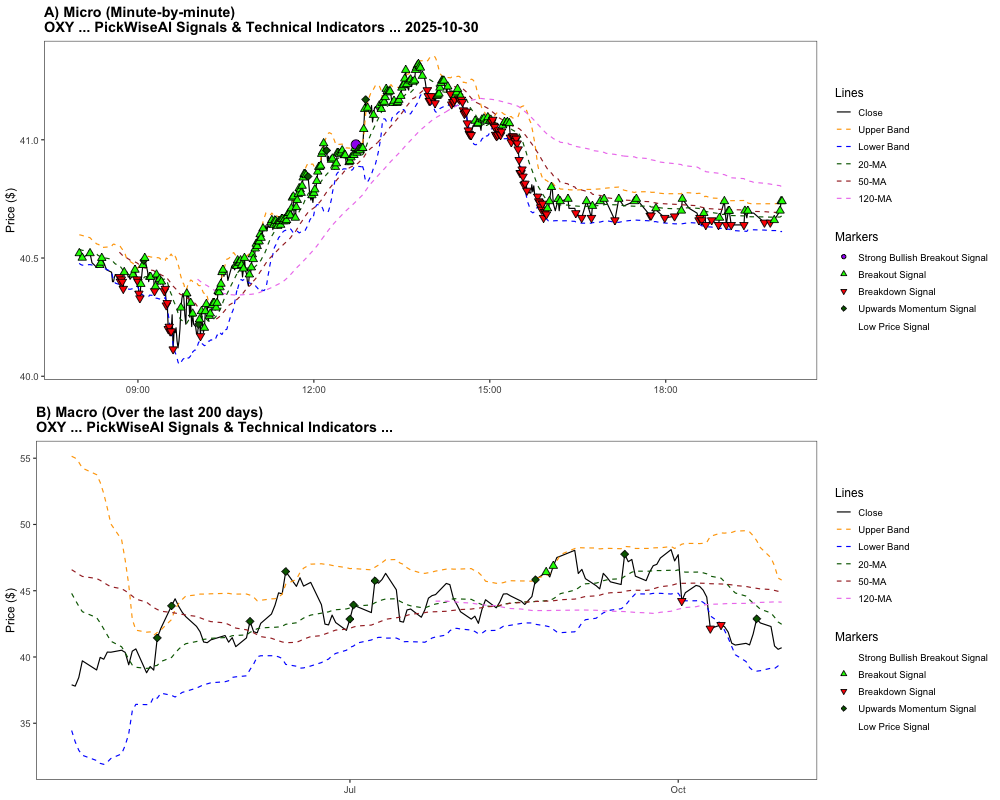 A) Micro (Minute-by-minute)
OXY ... PickWiseAI Signals & Technical Indicators ... 2025-10-30
Price ($)
41.0
40.5
40.0
09:00
12:00
15:00
18:00
Lines
Close
Upper Band
Lower Band
20-MA
50-MA
120-MA
Markers
Strong Bullish Breakout Signal
Breakout Signal
Breakdown Signal
Upwards Momentum Signal
Low Price Signal
B) Macro (Over the last 200 days)
OXY ... PickWiseAI Signals & Technical Indicators ...
Price ($)
55
50
45
40
35
Jul
Oct
Lines
Close
Upper Band
Lower Band
20-MA
50-MA
120-MA
Markers
Strong Bullish Breakout Signal
Breakout Signal
Breakdown Signal
Upwards Momentum Signal
Low Price Signal